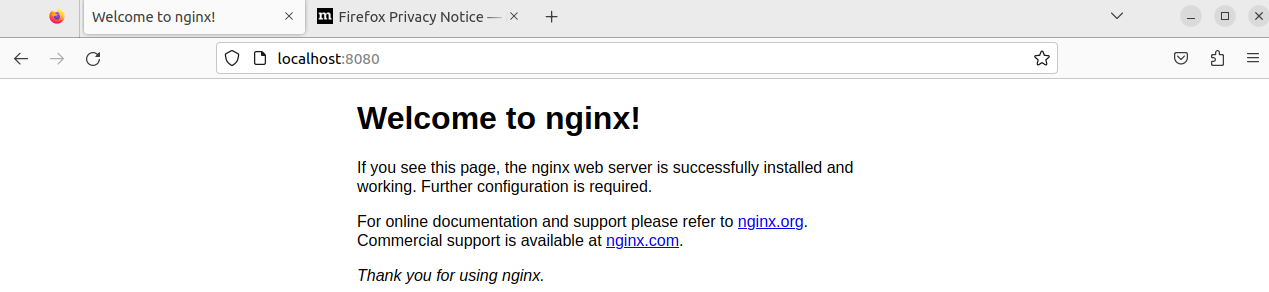 Welcome to nginx!
Firefox Privacy Notice —
localhost:8080
Welcome to nginx!
If you see this page, the nginx web server is successfully installed and
working. Further configuration is required.
For online documentation and support please refer to nginx.org.
Commercial support is available at nginx.com.
Thank you for using nginx.